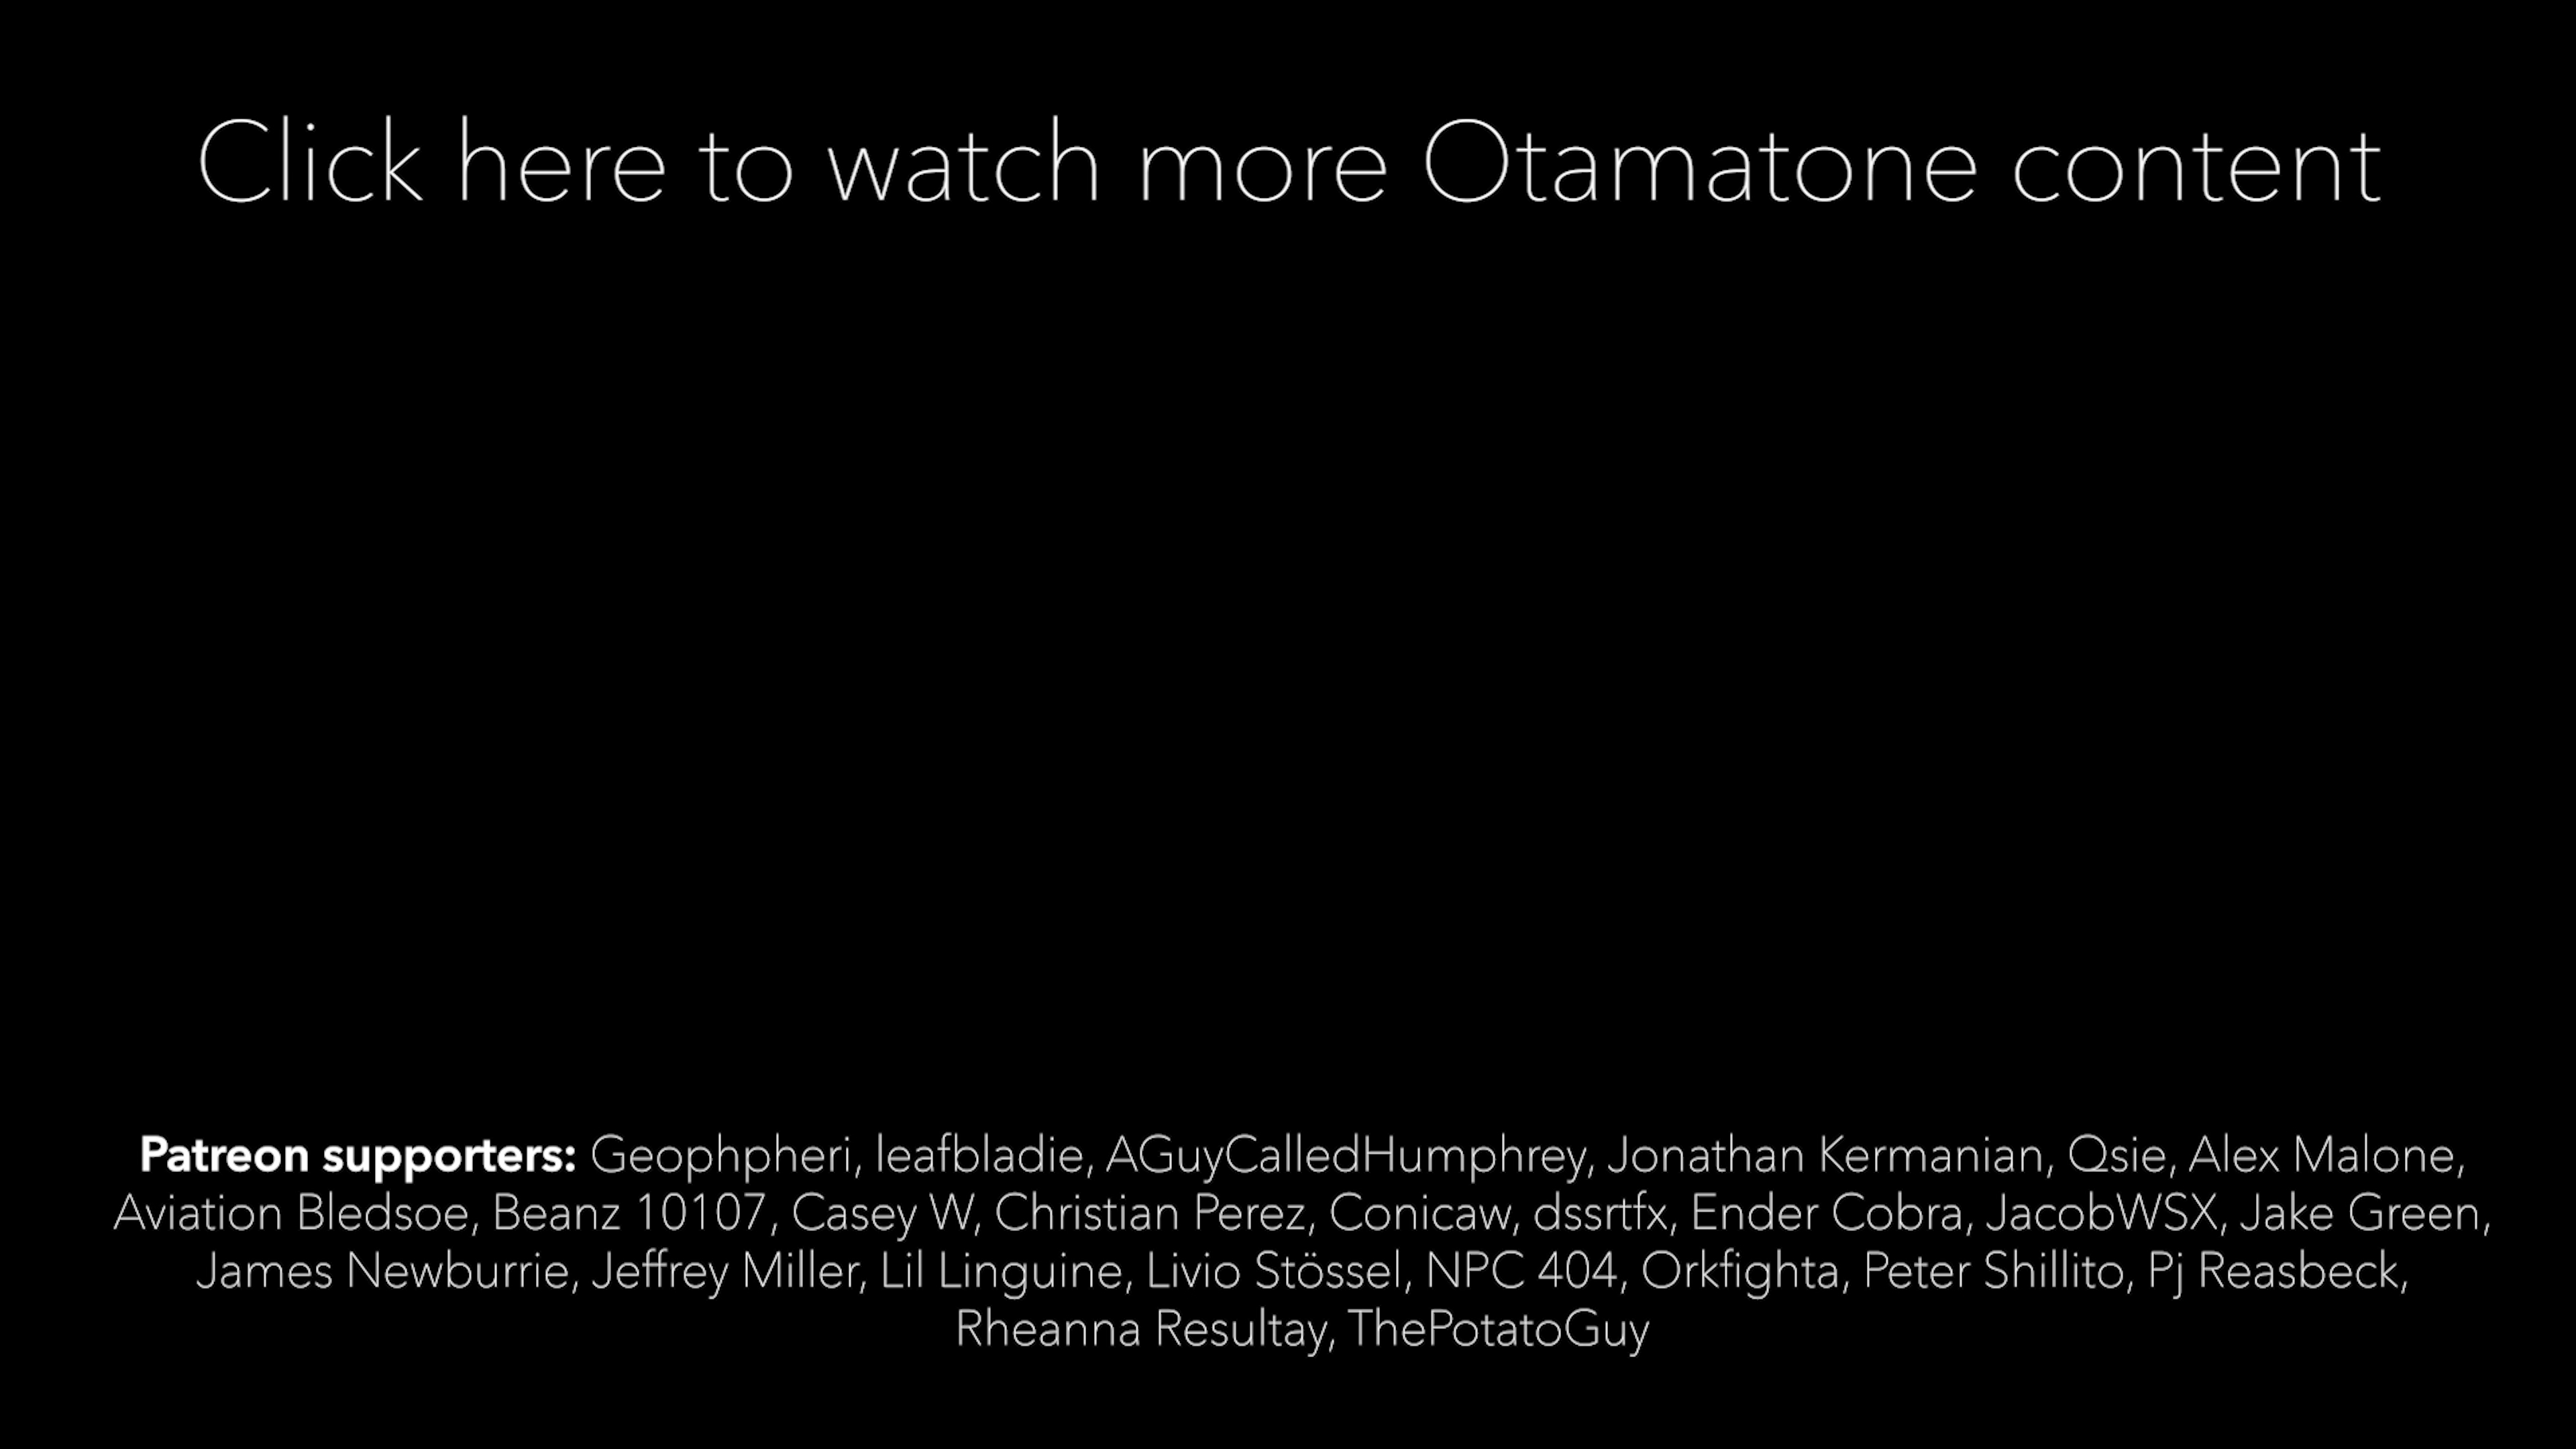 Click here to watch more Otamatone content
Patreon supporters: Geophpheri, leafbladie, AGuyCalledHumphrey, Jonathan Kermanian, Qsie, Alex Malone,
Aviation Bledsoe, Beanz 10107, Casey W, Christian Perez, Conicaw, dssrtfx, Ender Cobra, JacobWSX, Jake Green,
James Newburrie, Jeffrey Miller, Lil Linguine, Livio Stössel, NPC 404, Orkfighta, Peter Shillito, Pj Reasbeck,
Rheanna Resultay, ThePotatoGuy